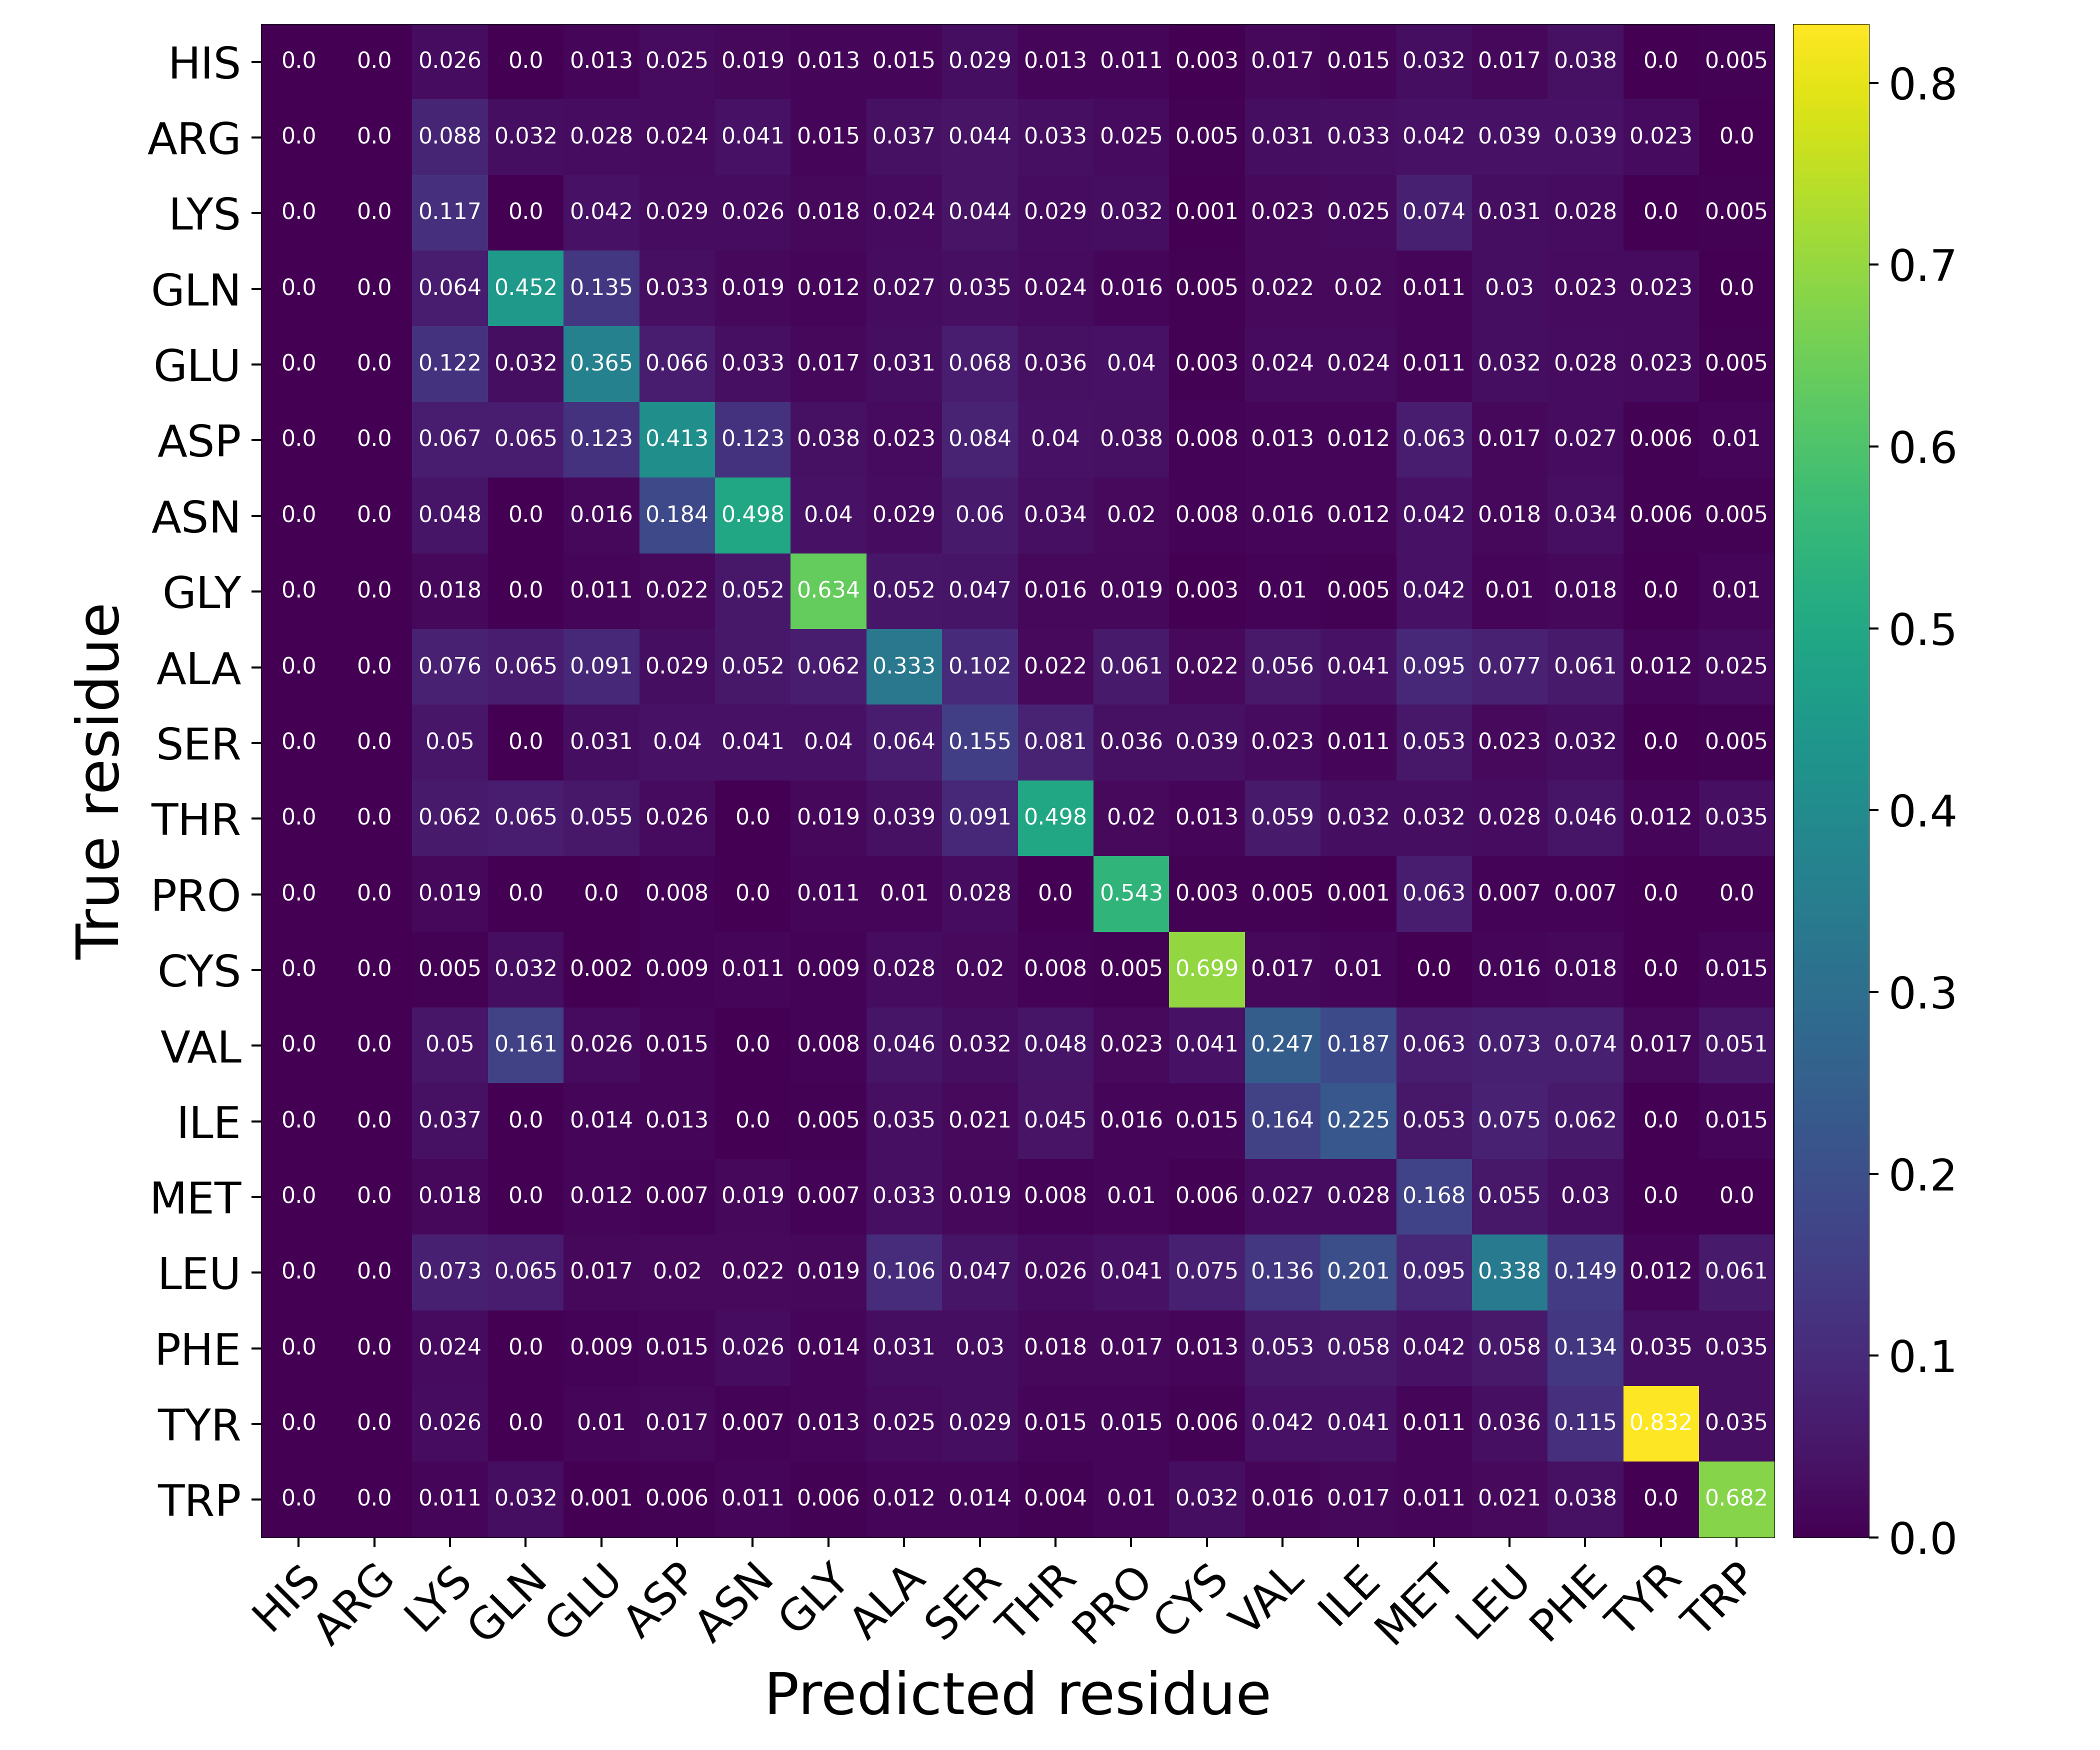 HIS 0.0 0.0 0.026 0.0 0.013 0.025 0.019 0.013 0.015 0.029 0.013 0.011 0.003 0.017 0.015 0.032 0.017 0.038 0.0 0.005
ARG 0.0 0.0 0.088 0.032 0.028 0.024 0.041 0.015 0.037 0.044 0.033 0.025 0.005 0.031 0.033 0.042 0.039 0.039 0.023 0.0
LYS 0.0 0.0 0.117 0.0 0.042 0.029 0.026 0.018 0.024 0.044 0.029 0.032 0.001 0.023 0.025 0.074 0.031 0.028 0.0 0.005
GLN 0.0 0.0 0.064 0.452 0.135 0.033 0.019 0.012 0.027 0.035 0.024 0.016 0.005 0.022 0.02 0.011 0.03 0.023 0.023 0.0
GLU 0.0 0.0 0.122 0.032 0.365 0.066 0.033 0.017 0.031 0.068 0.036 0.04 0.003 0.024 0.024 0.011 0.032 0.028 0.023 0.005
ASP 0.0 0.0 0.067 0.065 0.123 0.413 0.123 0.038 0.023 0.084 0.04 0.038 0.008 0.013 0.012 0.063 0.017 0.027 0.006 0.01
ASN 0.0 0.0 0.048 0.0 0.016 0.184 0.498 0.04 0.029 0.06 0.034 0.02 0.008 0.016 0.012 0.042 0.018 0.034 0.006 0.005
GLY 0.0 0.0 0.018 0.0 0.011 0.022 0.052 0.634 0.052 0.047 0.016 0.019 0.003 0.01 0.005 0.042 0.01 0.018 0.0 0.01
ALA 0.0 0.0 0.076 0.065 0.091 0.029 0.052 0.062 0.333 0.102 0.022 0.061 0.022 0.056 0.041 0.095 0.077 0.061 0.012 0.025
SER 0.0 0.0 0.05 0.0 0.031 0.04 0.041 0.04 0.064 0.155 0.081 0.036 0.039 0.023 0.011 0.053 0.023 0.032 0.0 0.005
THR 0.0 0.0 0.062 0.065 0.055 0.026 0.0 0.019 0.039 0.091 0.498 0.02 0.013 0.059 0.032 0.032 0.028 0.046 0.012 0.035
PRO 0.0 0.0 0.019 0.0 0.0 0.008 0.0 0.011 0.01 0.028 0.0 0.543 0.003 0.005 0.001 0.063 0.007 0.007 0.0 0.0
CYS 0.0 0.0 0.005 0.032 0.002 0.009 0.011 0.009 0.028 0.02 0.008 0.005 0.699 0.017 0.01 0.0 0.016 0.018 0.0 0.015
VAL 0.0 0.0 0.05 0.161 0.026 0.015 0.0 0.008 0.046 0.032 0.048 0.023 0.041 0.247 0.187 0.063 0.073 0.074 0.017 0.051
ILE 0.0 0.0 0.037 0.0 0.014 0.013 0.0 0.005 0.035 0.021 0.045 0.016 0.015 0.164 0.225 0.053 0.075 0.062 0.0 0.015
MET 0.0 0.0 0.018 0.0 0.012 0.007 0.019 0.007 0.033 0.019 0.008 0.01 0.006 0.027 0.028 0.168 0.055 0.03 0.0 0.0
LEU 0.0 0.0 0.073 0.065 0.017 0.02 0.022 0.019 0.106 0.047 0.026 0.041 0.075 0.136 0.201 0.095 0.338 0.149 0.012 0.061
PHE 0.0 0.0 0.024 0.0 0.009 0.015 0.026 0.014 0.031 0.03 0.018 0.017 0.013 0.053 0.058 0.042 0.058 0.134 0.035 0.035
TYR 0.0 0.0 0.026 0.0 0.01 0.017 0.007 0.013 0.025 0.029 0.015 0.015 0.006 0.042 0.041 0.011 0.036 0.115 0.832 0.035
TRP 0.0 0.0 0.011 0.032 0.001 0.006 0.011 0.006 0.012 0.014 0.004 0.01 0.032 0.016 0.017 0.011 0.021 0.038 0.0 0.682
HIS ARG LYS GLN GLU ASP ASN GLY ALA SER THR PRO CYS VAL ILE MET LEU PHE TYR TRP
Predicted residue
True residue
0.8
0.7
0.6
0.5
0.4
0.3
0.2
0.1
0.0